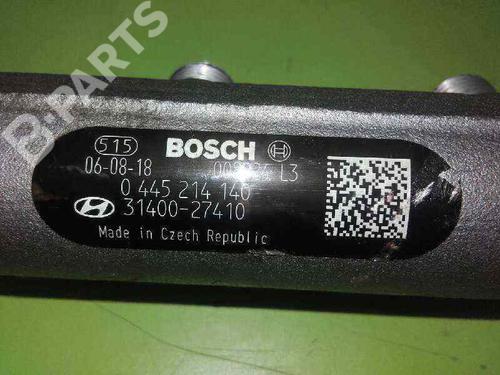 B-PARTS
515 BOSCH
06-08-18 L3
0 445 214 140
31400-27410
Made in Czech Republic